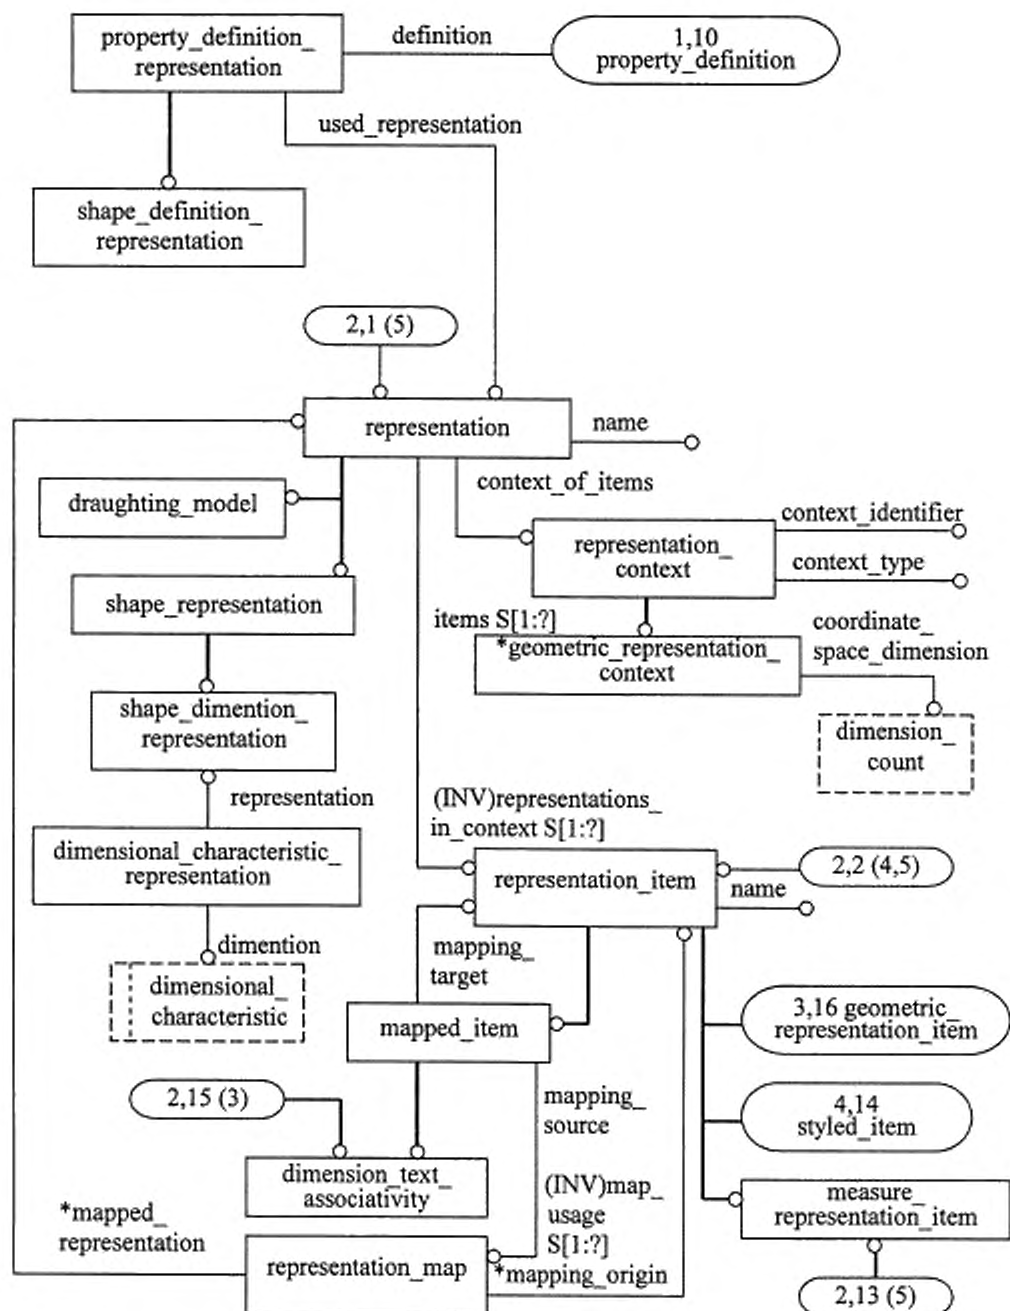 property_definition_
representation
definition
1,10
property_definition
used_representation
shape_definition_
representation
2,1 (5)
representation
name
context_of_items
draughting_model
context_identifier
representation_
context
context_type
shape_representation
items S[1:?]
*geometric_representation_
context
coordinate_
space_dimension
shape_dimention_
representation
dimension_
count
representation
(INV)representations_
in_context S[1:?]
dimensional_characteristic_
representation
representation_item
2,2 (4,5)
name
dimention
mapping_
target
dimensional_
characteristic
mapped_item
3,16 geometric_
representation_item
2,15 (3)
mapping_
source
4,14
styled_item
dimension_text_
associativity
(INV)map_
usage
S[1:?]
measure_
representation_item
*mapped_
representation
representation_map
*mapping_origin
2,13 (5)